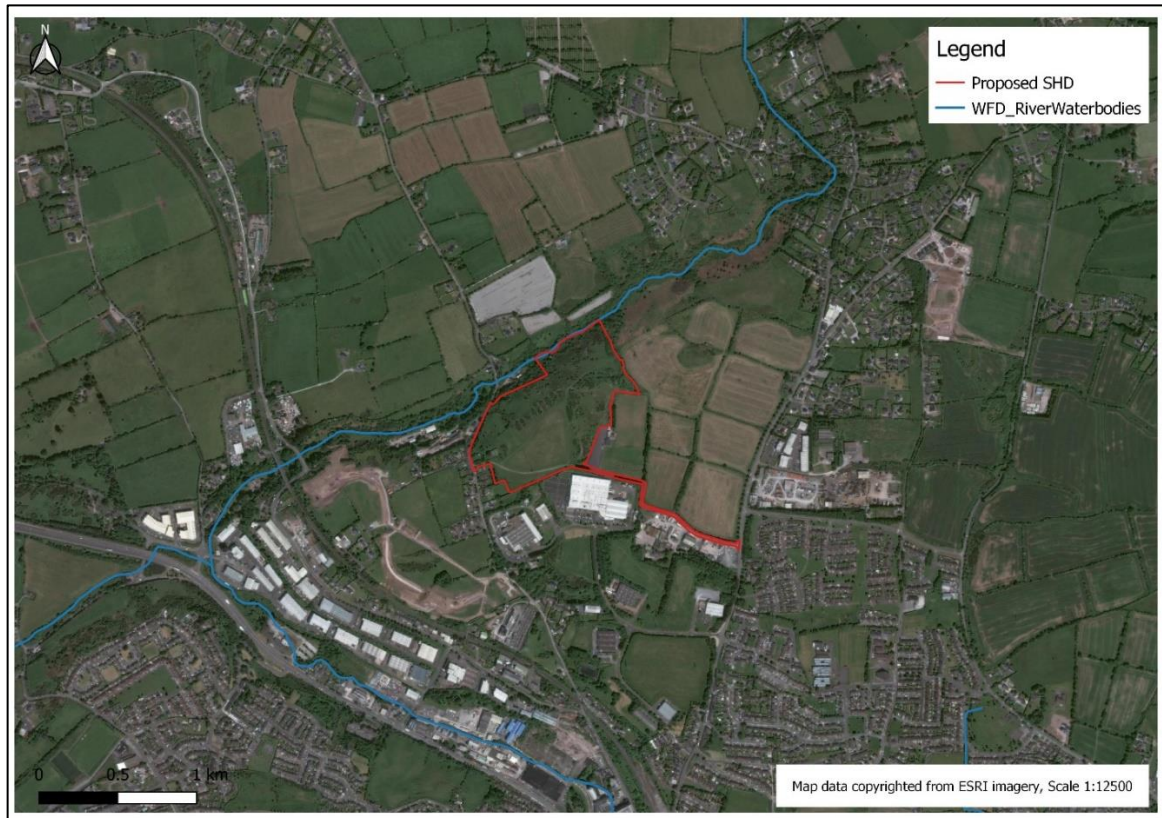 N
Legend
Proposed SHD
WFD_RiverWaterbodies
0 0.5 1 km
Map data copyrighted from ESRI imagery, Scale 1:12500